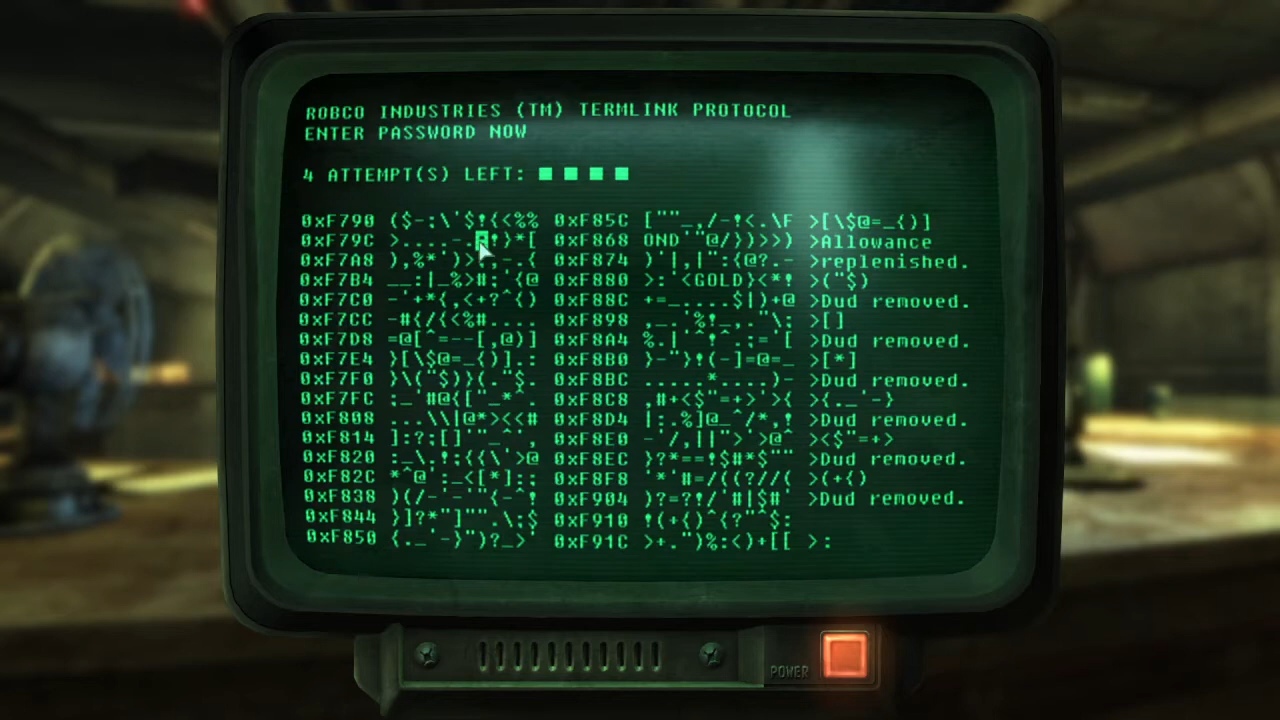 ROBCO INDUSTRIES (TM) TERMLINK PROTOCOL
ENTER PASSWORD NOW
4 ATTEMPT(S) LEFT: ■ ■ ■ ■
0xF790 ($-:\'$!{<%% 0xF85C [""_,/-!<.\F >[\$@=_{)]
0xF79C 0xF868 OND'"@/}}>>) >Allowance
0xF7A8 0xF874 )'|,|":{@?.- >replenished.
0xF7B4 __:|_%>#;'{@ 0xF880 >:'<GOLD}<*! >("$)
0xF7C0 -'+*{,<+?^{) 0xF88C +=_....$|)+@ >Dud removed.
0xF7CC -#{/{<%#.... 0xF898 ,_.'%!_,."\; >[]
0xF7D8 =@[^=--[,@)] 0xF8A4 %.|'^!^.;='[ >Dud removed.
0xF7E4 }[\$@=_{)].: 0xF8B0 }-"}!(-]=@=_ >[*]
0xF7F0 }\("$)}{."$. 0xF8BC .....*....)- >Dud removed.
0xF7FC :_'#@{["_*^. 0xF8C8 ,#+<$"=+>'>{ >{._'-}
0xF808 ...\\|@*><<# 0xF8D4 |:.%]@_^/*,! >Dud removed.
0xF814 ]:?;[]'"_^", 0xF8E0 -'/,||">'>@^ ><$"=+>
0xF820 :_\.!;{{\'>@ 0xF8EC }?*==!$#*$"" >Dud removed.
0xF82C *^@':_<[*]:; 0xF8F8 '*'#=/((?//( >(+{)
0xF838 )(/-'-'"{-^! 0xF904 )?=?!/'#|$#' >Dud removed.
0xF844 }]?*"]"".\;$ 0xF910 !(+{)^{?"^$:
0xF850 {._'-}")?_>' 0xF91C >+.")%:<)+[[ >:
POWER